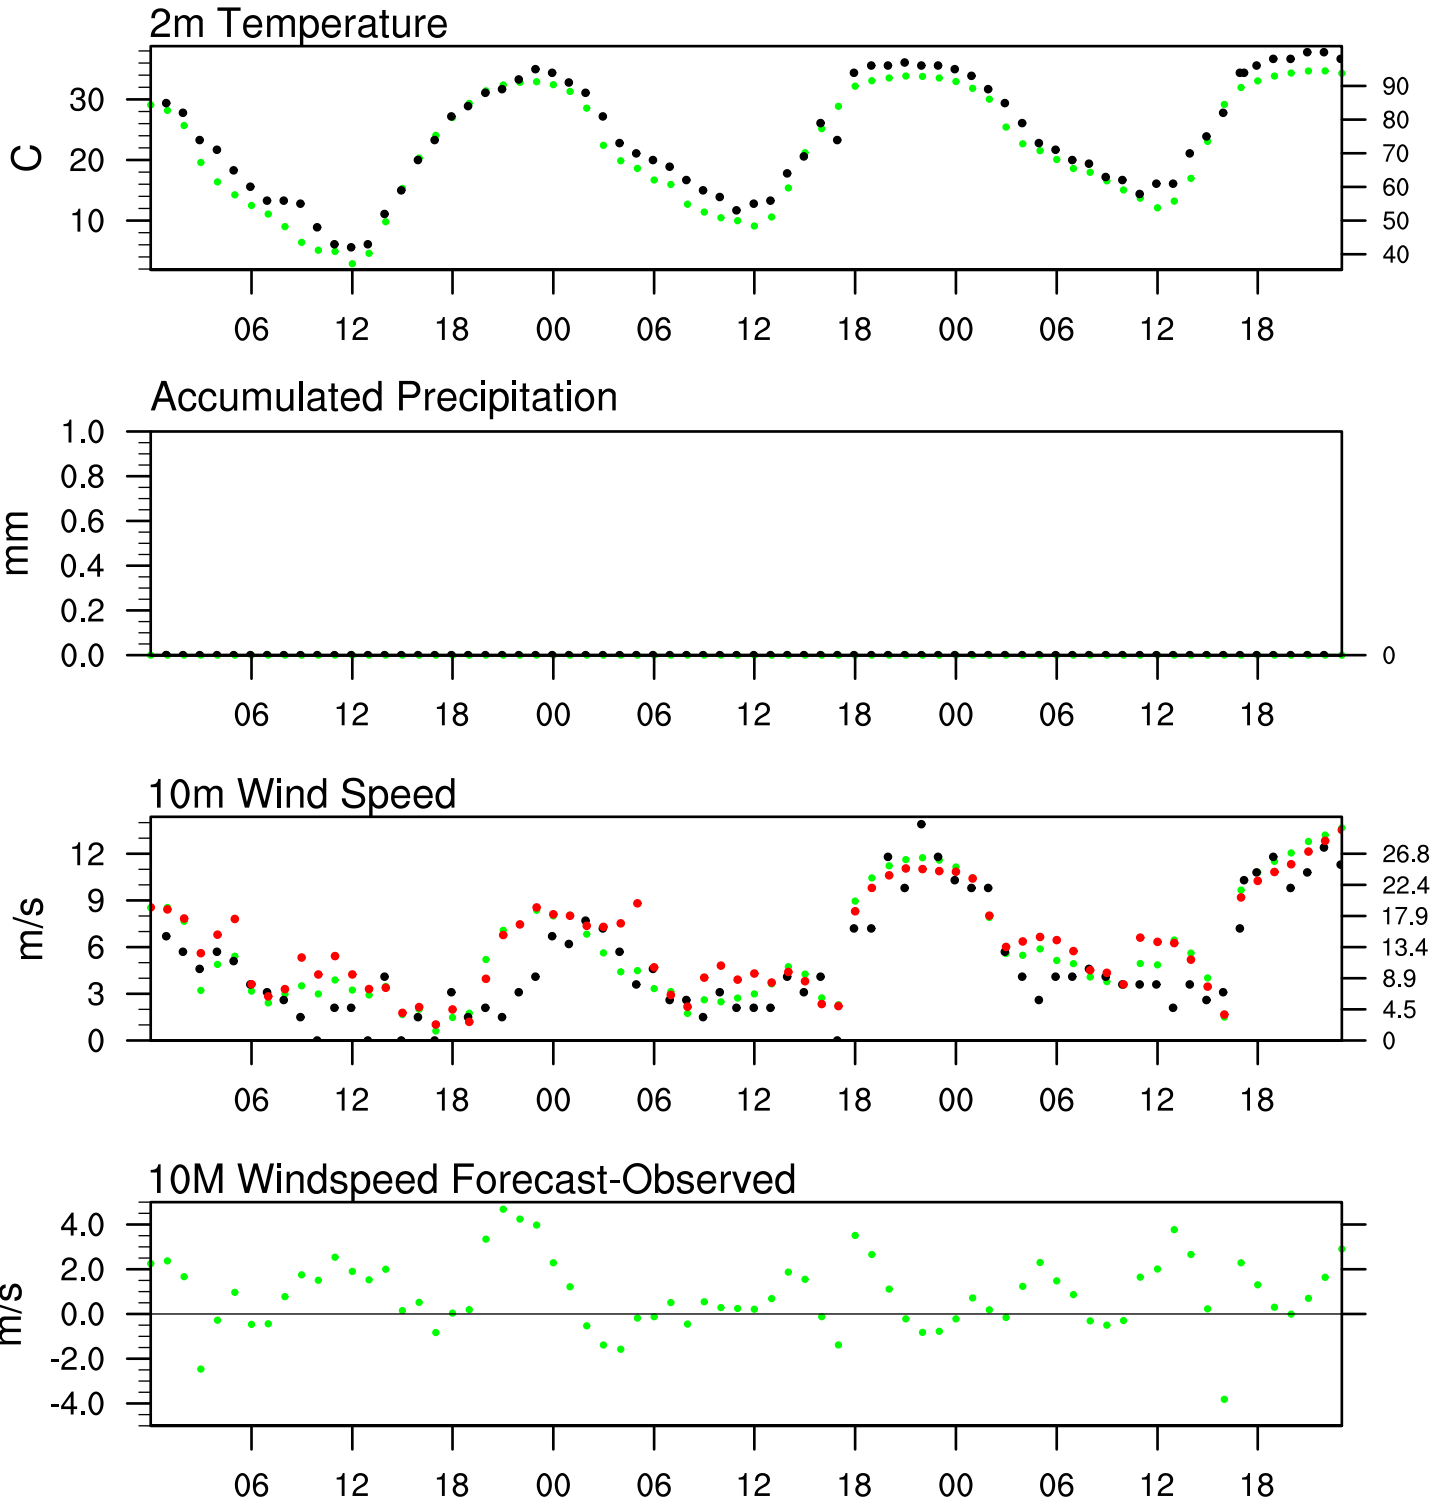 2m Temperature
30
20
10
C
90
80
70
60
50
40
06 12 18 00 06 12 18 00 06 12 18
Accumulated Precipitation
1.0
0.8
0.6
0.4
0.2
0.0
mm
0
06 12 18 00 06 12 18 00 06 12 18
10m Wind Speed
12
9
6
3
0
m/s
26.8
22.4
17.9
13.4
8.9
4.5
0
06 12 18 00 06 12 18 00 06 12 18
10M Windspeed Forecast-Observed
4.0
2.0
0.0
-2.0
-4.0
m/s
06 12 18 00 06 12 18 00 06 12 18